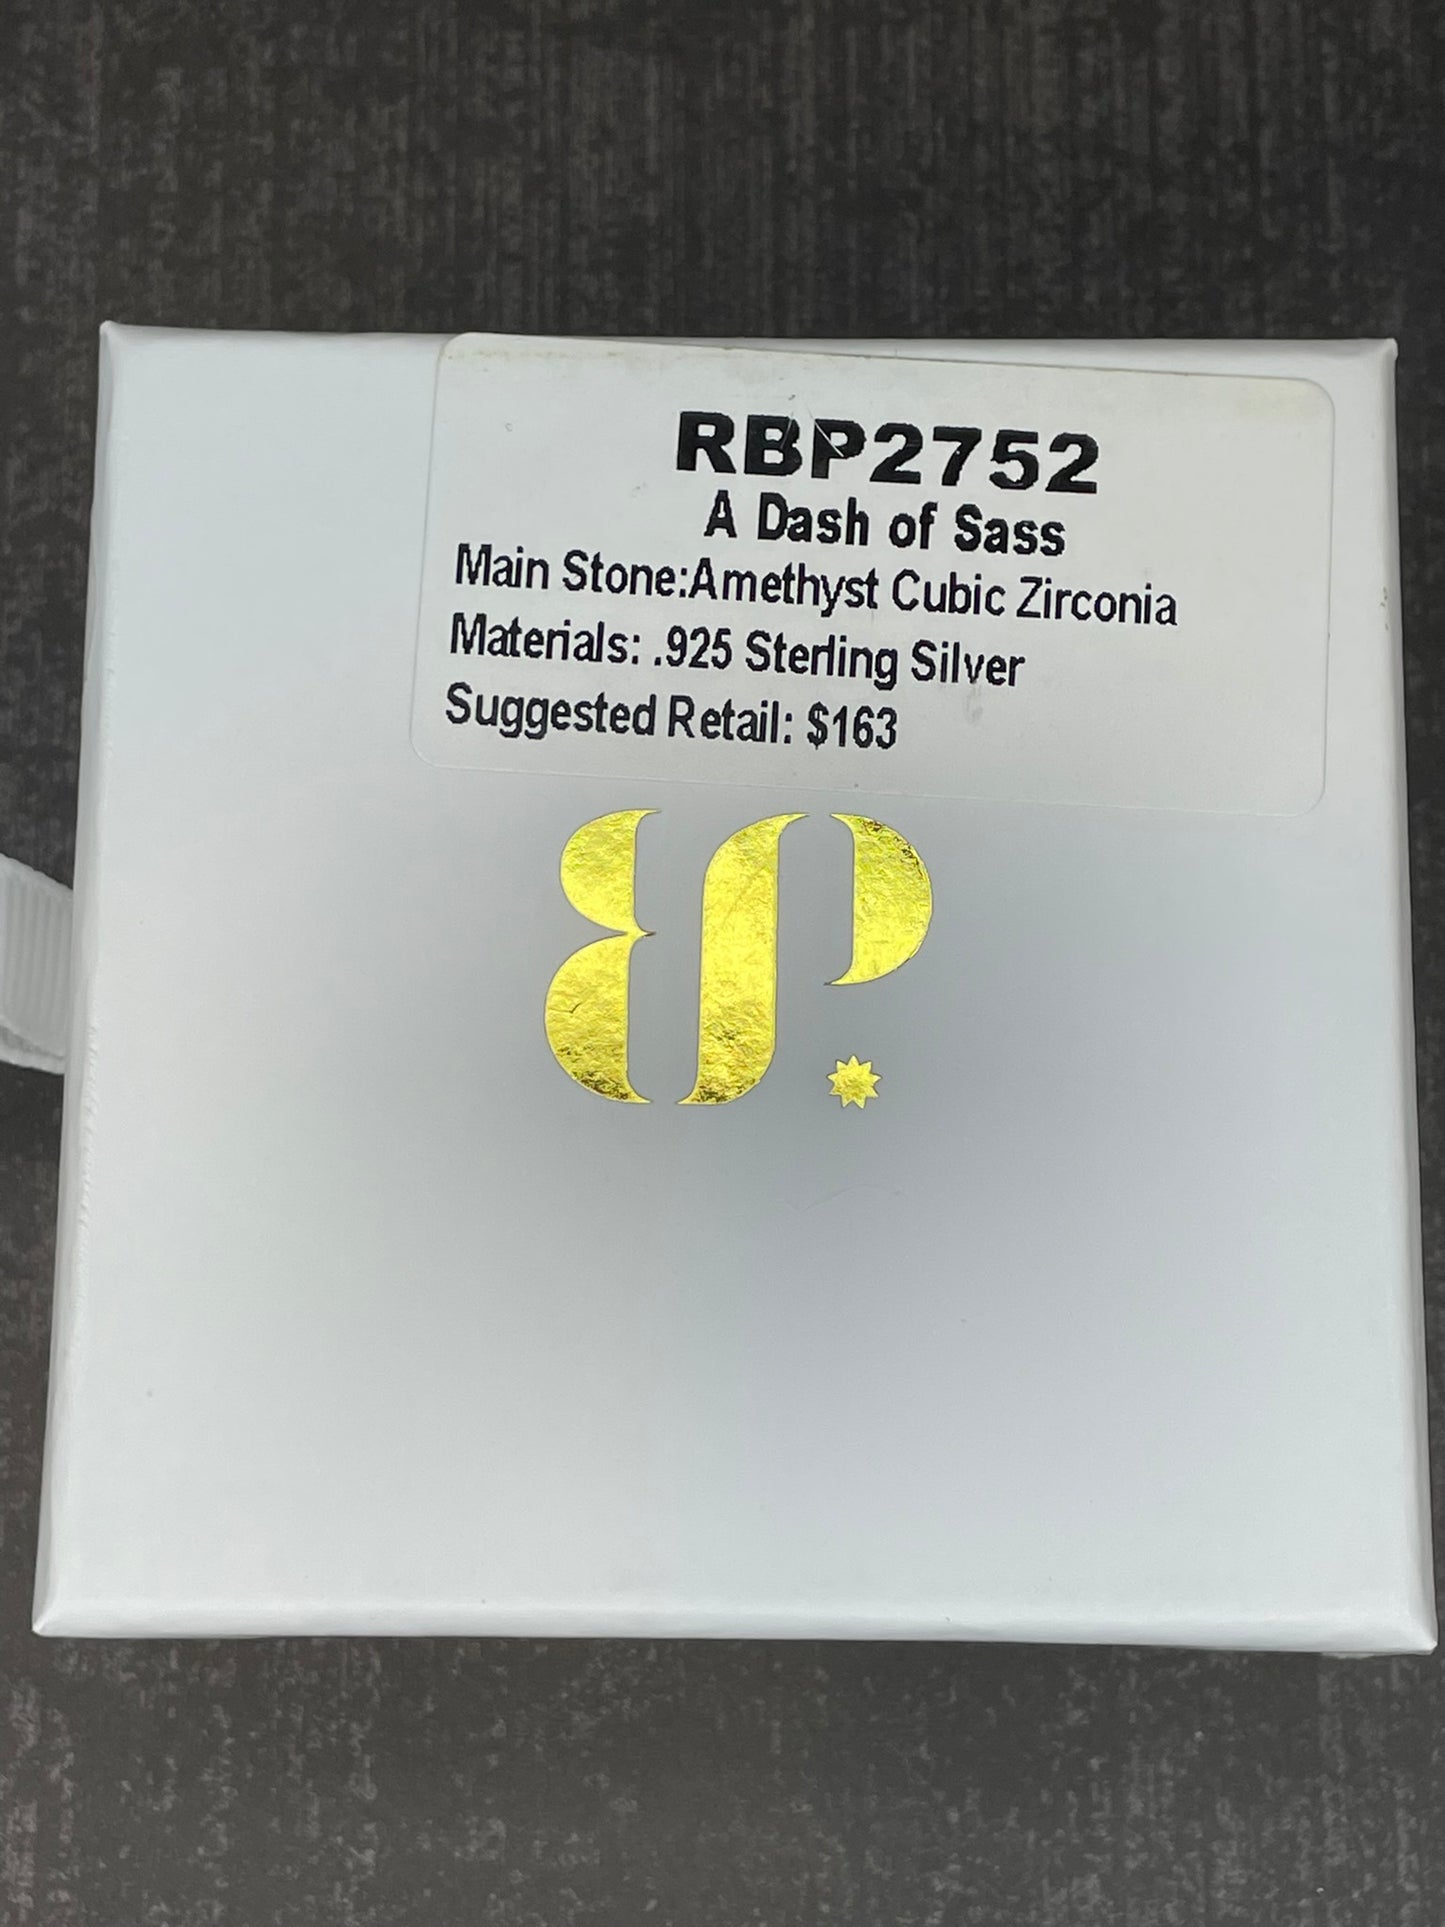 RBP2752
A Dash of Sass
Main Stone:Amethyst Cubic Zirconia
Materials: .925 Sterling Silver
Suggested Retail: $163
BP.